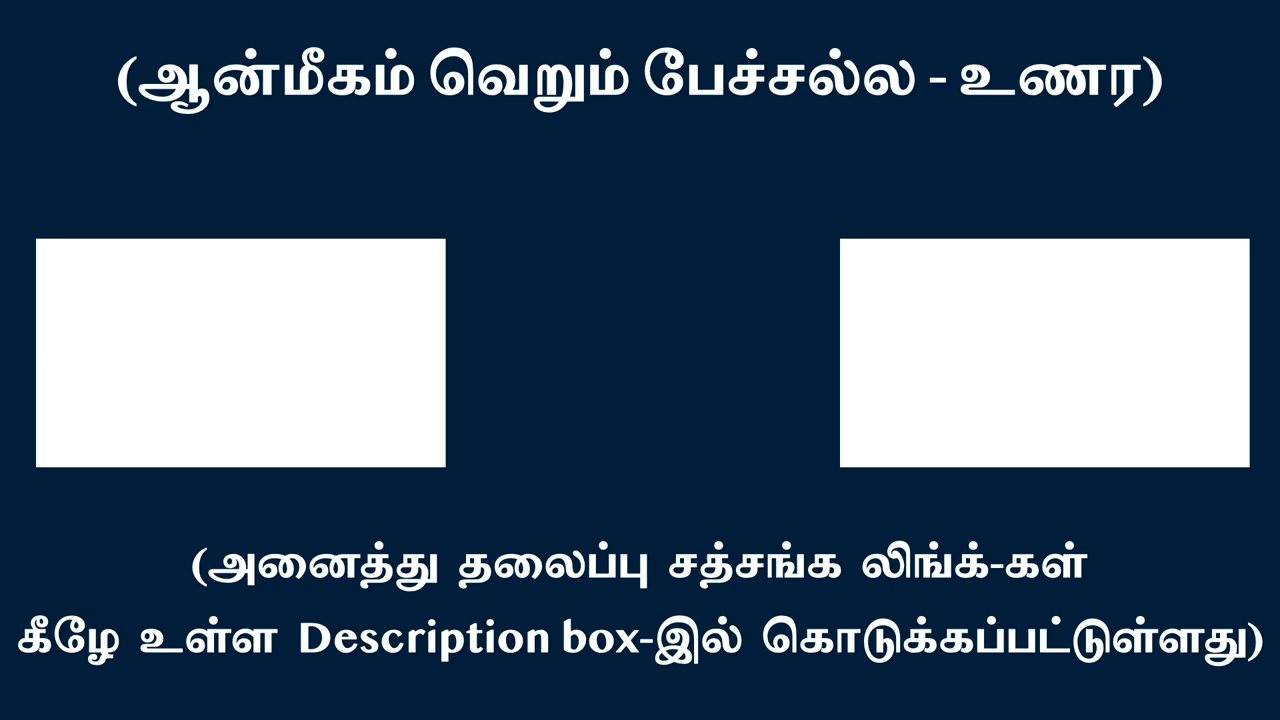 (ஆன்மீகம் வெறும் பேச்சல்ல - உணர)
(அனைத்து தலைப்பு சத்சங்க லிங்க்-கள்
கீழே உள்ள Description box-இல் கொடுக்கப்பட்டுள்ளது)